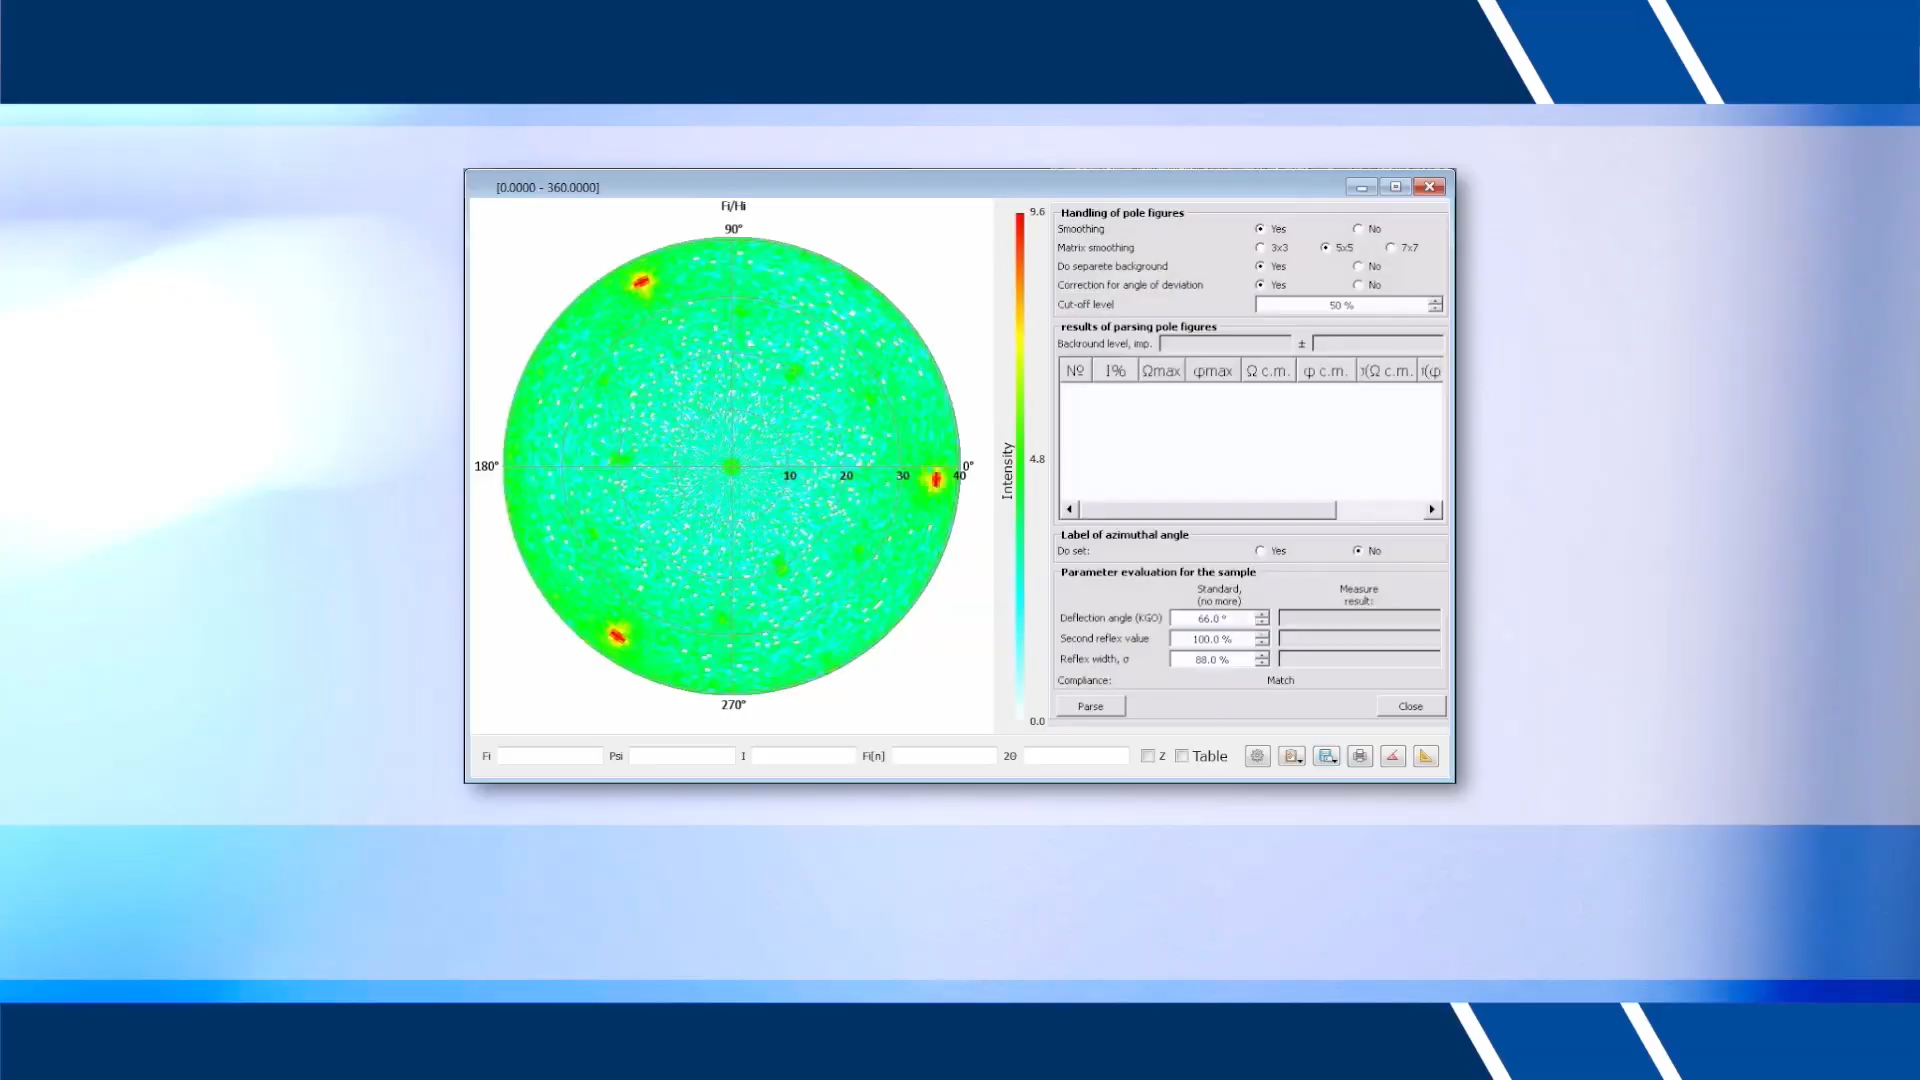 [0.0000 - 360.0000]
Fi/Hi
90°
180°
0°
10 20 30 40
270°
9.6
4.8
0.0
Intensity
Handling of pole figures
Smoothing Yes No
Matrix smoothing 3x3 5x5 7x7
Do separete background Yes No
Correction for angle of deviation Yes No
Cut-off level 50 %
results of parsing pole figures
Backround level, imp. ±
Nº I% Ωmax φmax Ω c.m. φ c.m. (Ω c.m. (φ
Label of azimuthal angle
Do set: Yes No
Parameter evaluation for the sample
Standard, Measure
(no more) result:
Deflection angle (KGO) 66.0 °
Second reflex value 100.0 %
Reflex width, σ 88.0 %
Compliance: Match
Parse Close
Fi Psi I Fi[n] 2θ Z Table